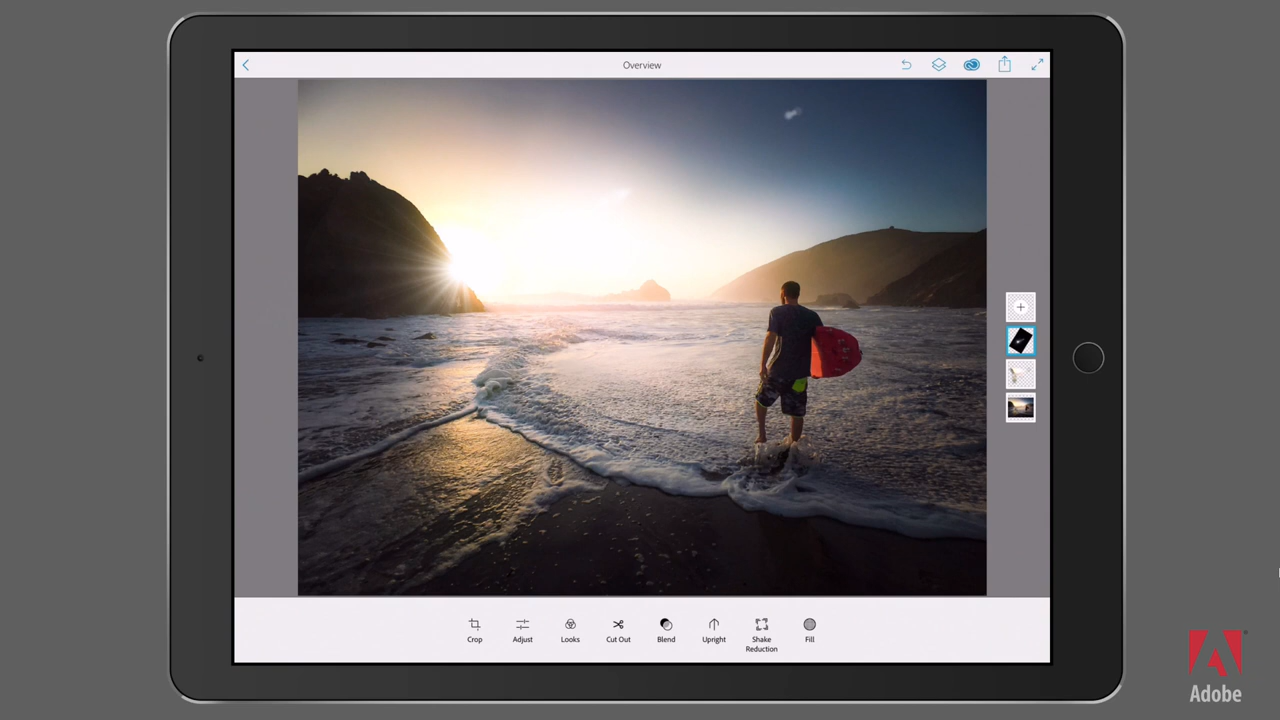 Overview
Crop
Adjust
Looks
Cut Out
Blend
Upright
Shake
Reduction
Fill
Adobe